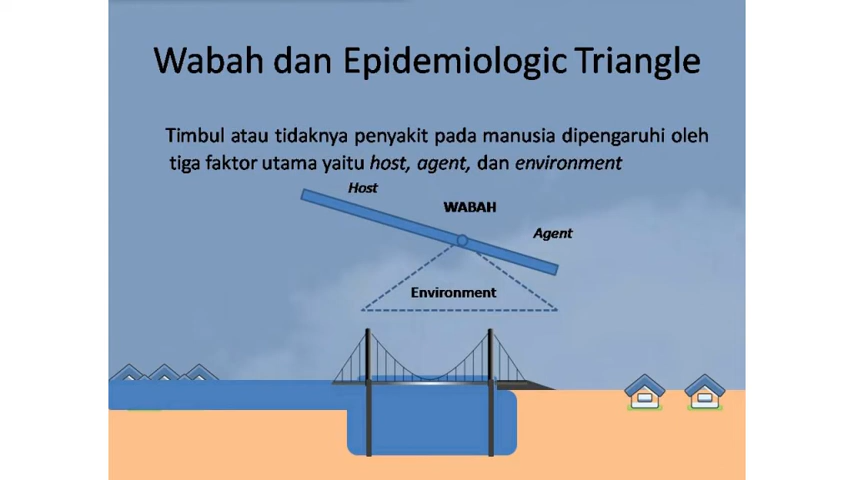 Wabah dan Epidemiologic Triangle
Timbul atau tidaknya penyakit pada manusia dipengaruhi oleh
tiga faktor utama yaitu host, agent, dan environment
Host
WABAH
Agent
Environment